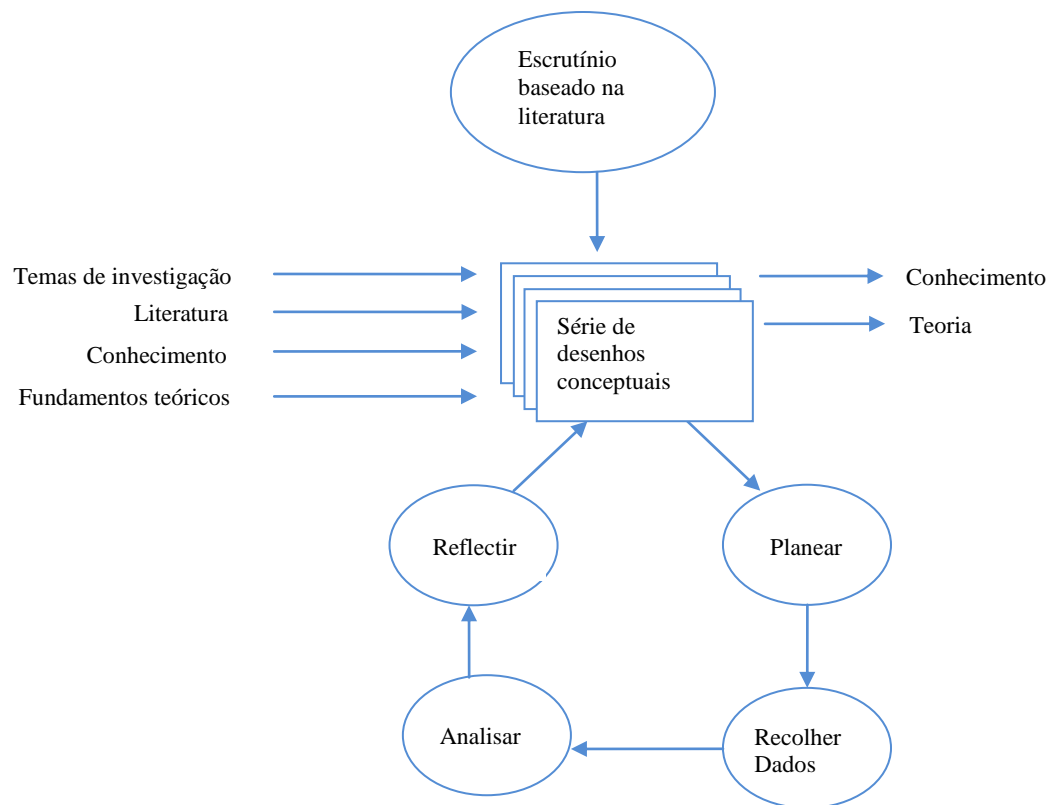 Escrutínio
baseado na
literatura
Temas de investigação
Literatura
Conhecimento
Fundamentos teóricos
Série de
desenhos
conceptuais
Conhecimento
Teoria
Reflectir
Planear
Analisar
Recolher
Dados